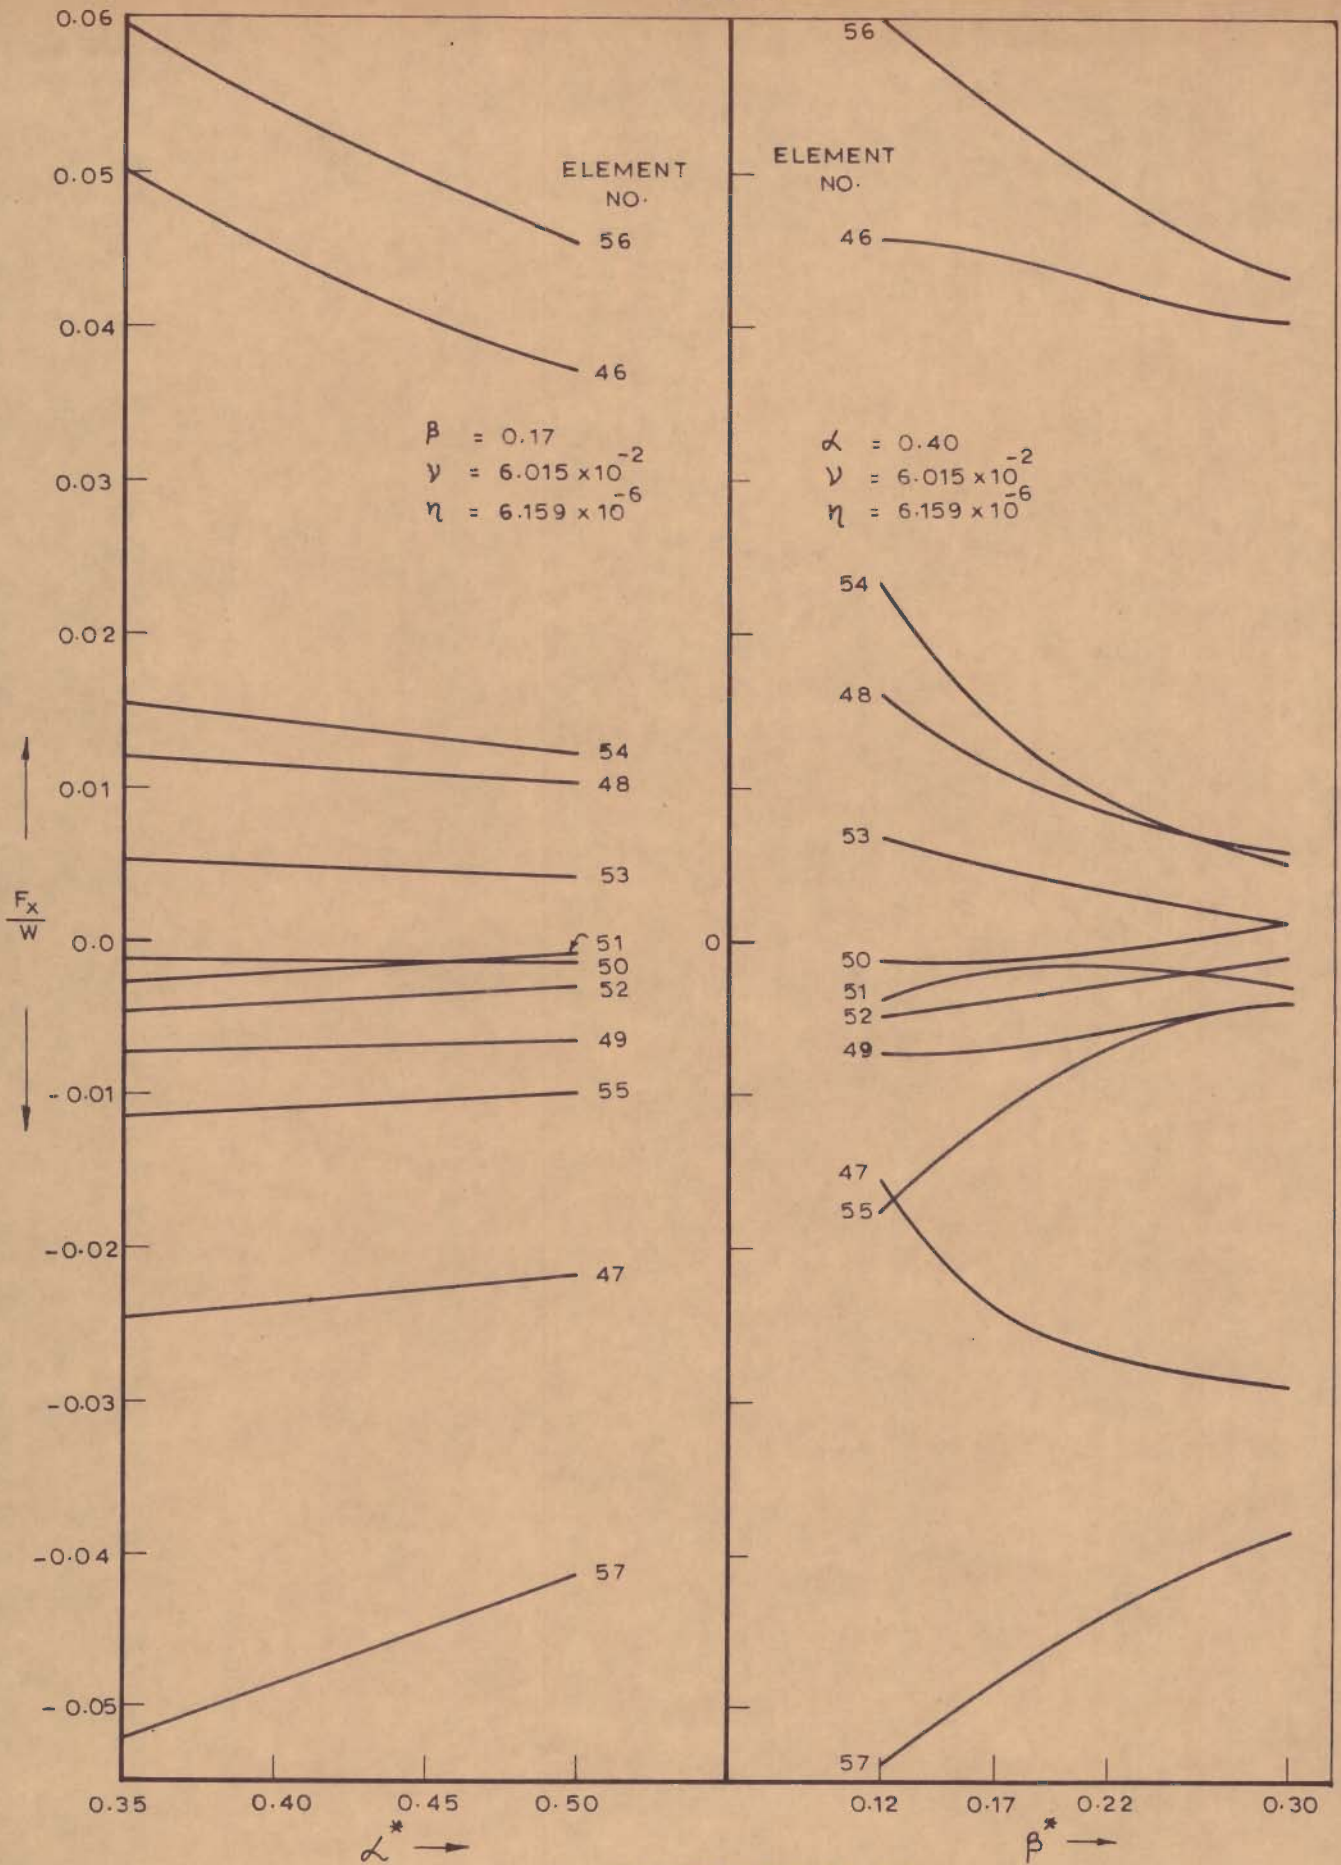 0.06
0.05
0.04
0.03
0.02
0.01
0.0
-0.01
-0.02
-0.03
-0.04
-0.05
Fx
W
ELEMENT
NO.
56
46
β = 0.17
ν = 6.015 x 10^-2
η = 6.159 x 10^-6
54
48
53
51
50
52
49
55
47
57
0.35 0.40 0.45 0.50
α* →
56
ELEMENT
NO.
46
α = 0.40
ν = 6.015 x 10^-2
η = 6.159 x 10^-6
54
48
53
0
50
51
52
49
47
55
57
0.12 0.17 0.22 0.30
β* →